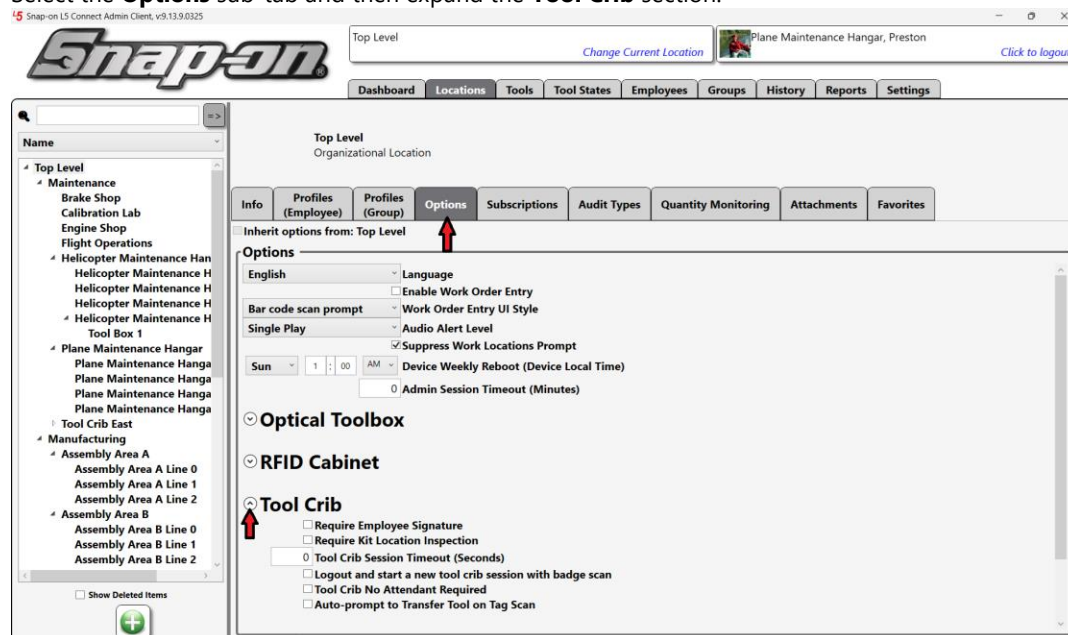 Select the Options sub-tab and then expand the Tool Crib section.
L5 Snap-on L5 Connect Admin Client, v:9.13.9.0325
Snap-on
Top Level
Change Current Location
Plane Maintenance Hangar, Preston
Click to logout
Dashboard Locations Tools Tool States Employees Groups History Reports Settings
=>
Name
Top Level
Maintenance
Brake Shop
Calibration Lab
Engine Shop
Flight Operations
Helicopter Maintenance Han
Helicopter Maintenance H
Helicopter Maintenance H
Helicopter Maintenance H
Helicopter Maintenance H
Tool Box 1
Plane Maintenance Hangar
Plane Maintenance Hanga
Plane Maintenance Hanga
Plane Maintenance Hanga
Plane Maintenance Hanga
Tool Crib East
Manufacturing
Assembly Area A
Assembly Area A Line 0
Assembly Area A Line 1
Assembly Area A Line 2
Assembly Area B
Assembly Area B Line 0
Assembly Area B Line 1
Assembly Area B Line 2
Show Deleted Items
Top Level
Organizational Location
Info Profiles (Employee) Profiles (Group) Options Subscriptions Audit Types Quantity Monitoring Attachments Favorites
Inherit options from: Top Level
Options
English Language
Enable Work Order Entry
Bar code scan prompt Work Order Entry UI Style
Single Play Audio Alert Level
Suppress Work Locations Prompt
Sun 1 : 00 AM Device Weekly Reboot (Device Local Time)
0 Admin Session Timeout (Minutes)
Optical Toolbox
RFID Cabinet
Tool Crib
Require Employee Signature
Require Kit Location Inspection
0 Tool Crib Session Timeout (Seconds)
Logout and start a new tool crib session with badge scan
Tool Crib No Attendant Required
Auto-prompt to Transfer Tool on Tag Scan